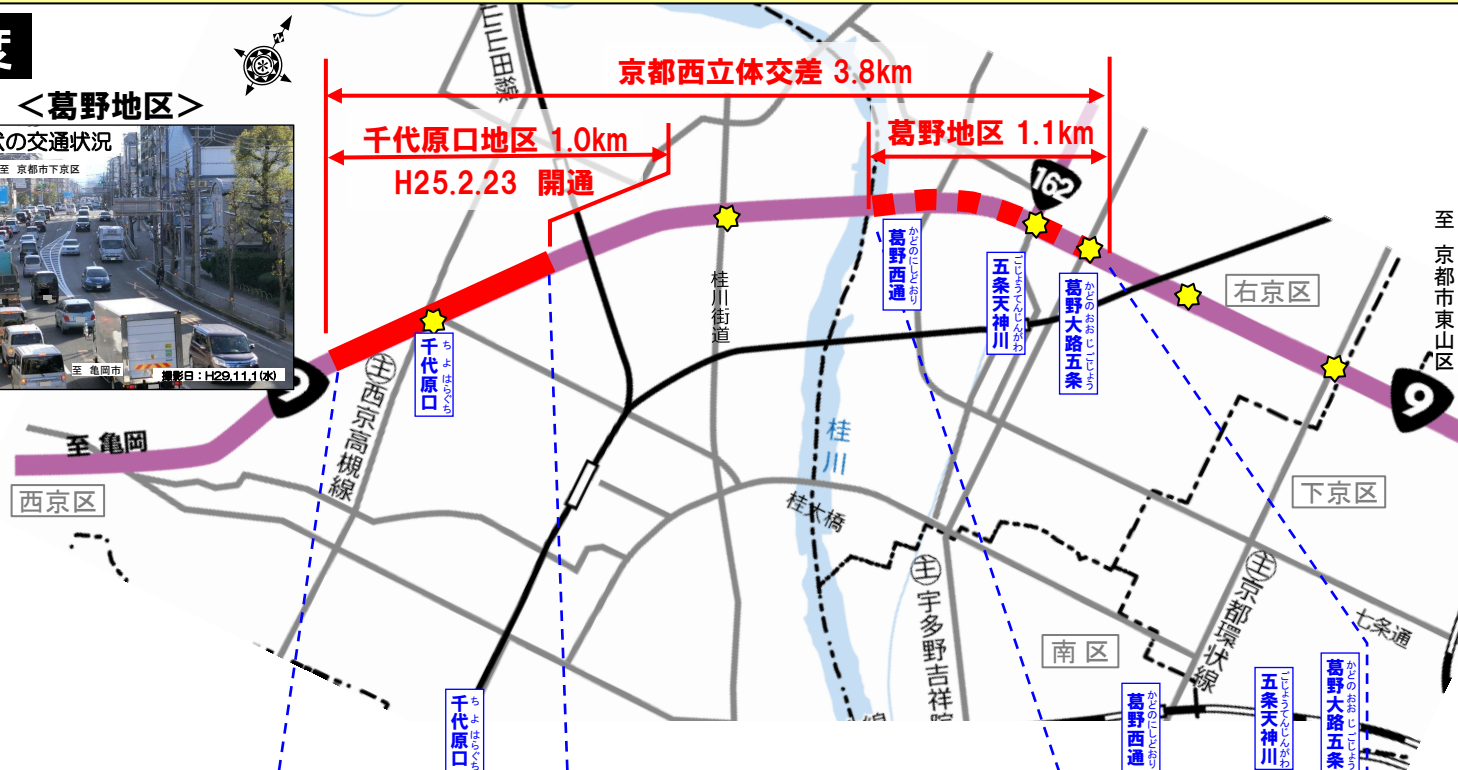 度
<葛野地区>
状の交通状況
至 京都市下京区
至 亀岡市
撮影日:H29.11.1(水)
京都西立体交差 3.8km
千代原口地区 1.0km
H25.2.23 開通
葛野地区 1.1km
山田線
162
桂川街道
葛野西通
かどのにしどおり
五条天神川
ごじょうてんじんがわ
葛野大路五条
かどのおおじごじょう
右京区
至 京都市東山区
千代原口
ちよはらぐち
主西京高槻線
9
9
至 亀岡
西京区
桂川
桂大橋
下京区
主宇多野吉祥院
線
南区
主京都環状線
七条通
千代原口
ちよはらぐち
葛野西通
かどのにしどおり
五条天神川
ごじょうてんじんがわ
葛野大路五条
かどのおおじごじょう